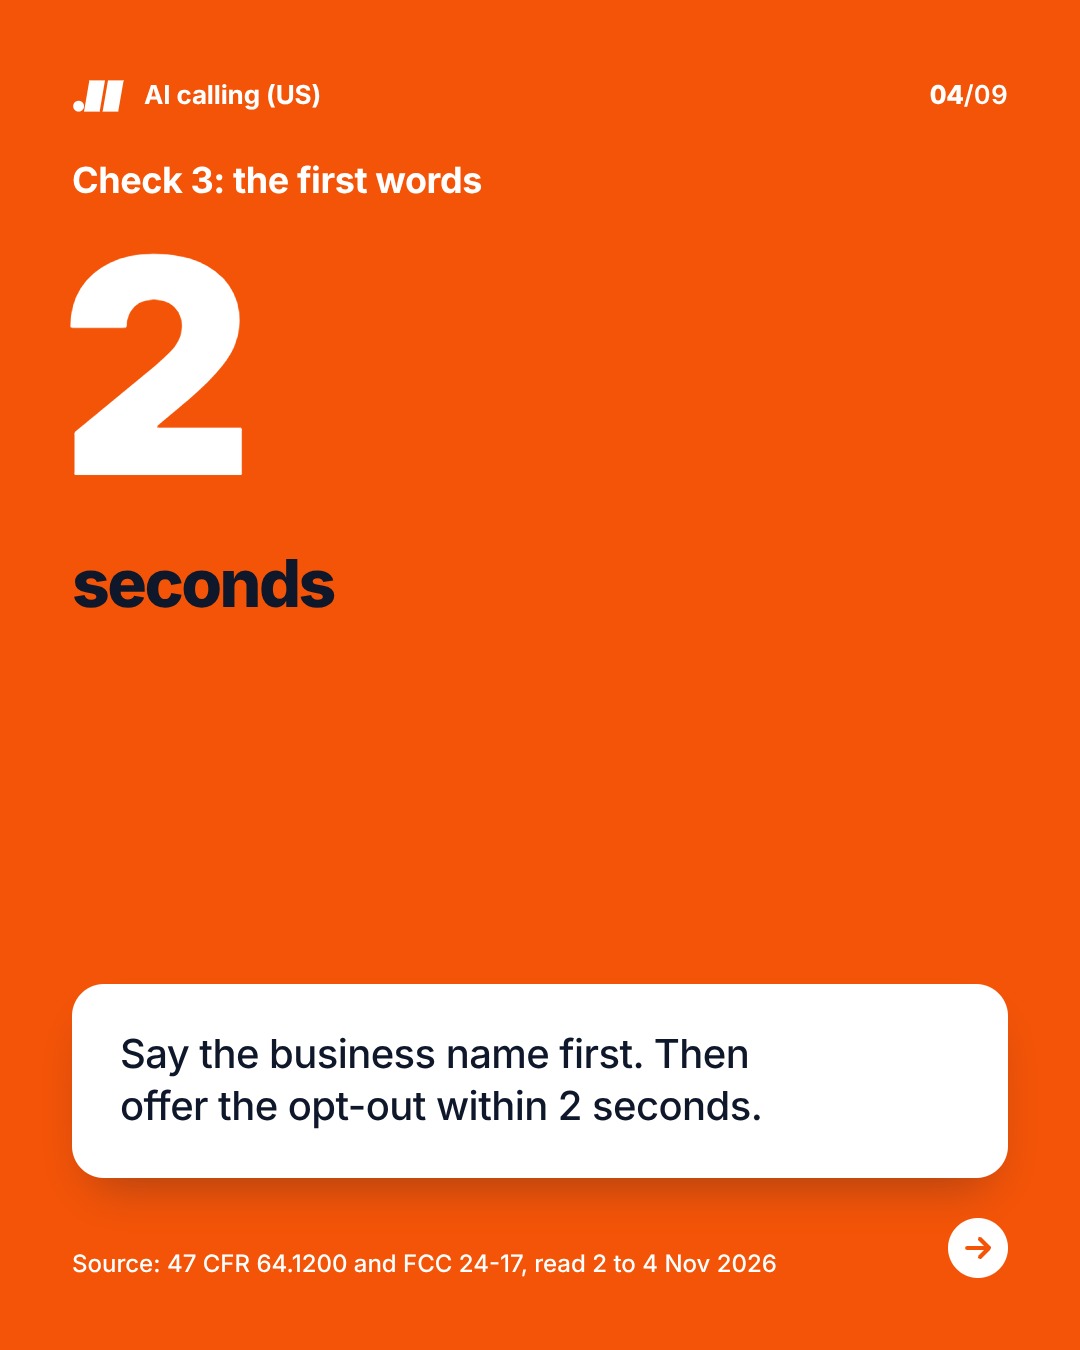 AI calling (US)
04/09
Check 3: the first words
2
seconds
Say the business name first. Then
offer the opt-out within 2 seconds.
Source: 47 CFR 64.1200 and FCC 24-17, read 2 to 4 Nov 2026